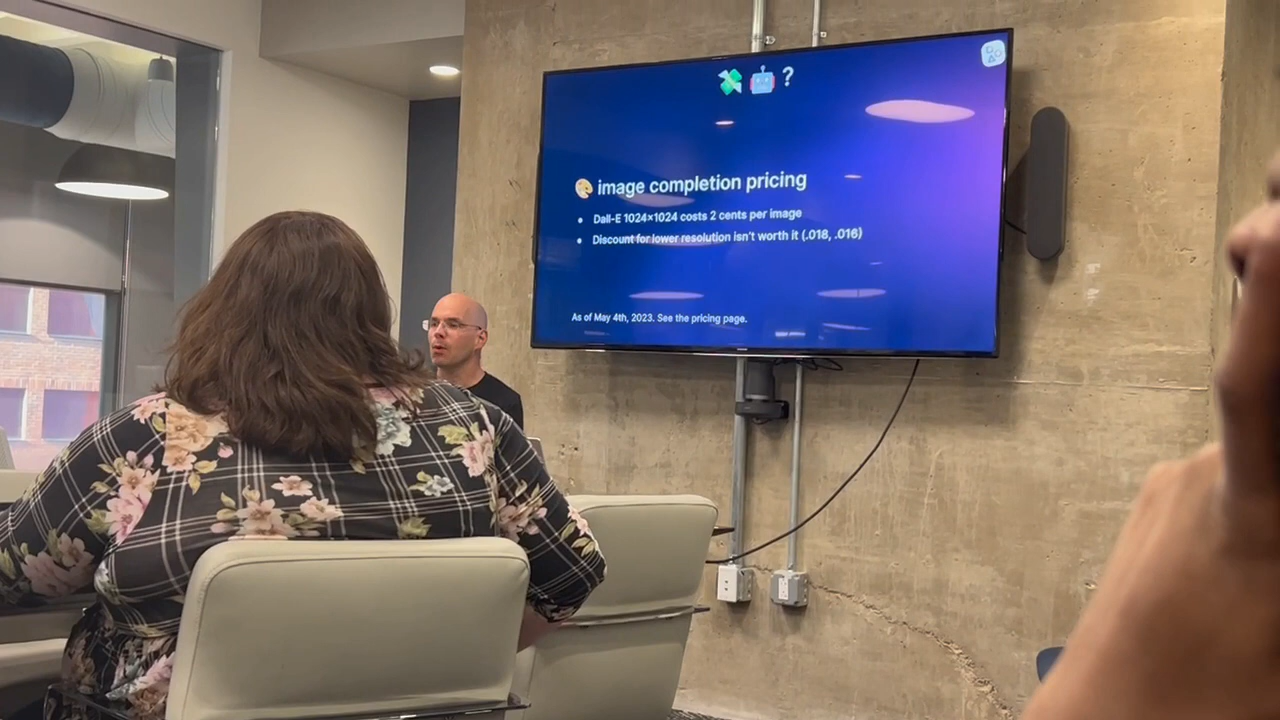 💸🤖?
🎨 image completion pricing
• Dall-E 1024×1024 costs 2 cents per image
• Discount for lower resolution isn't worth it (.018, .016)
As of May 4th, 2023. See the pricing page.